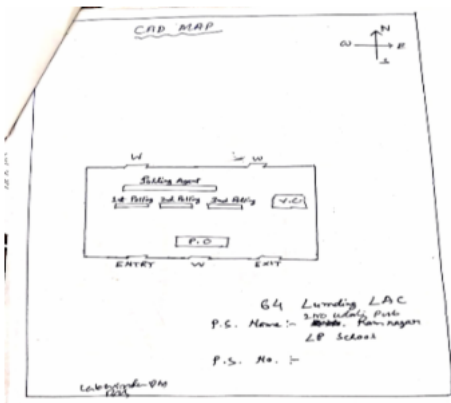 CAD MAP
N
W E
S
W W
Polling Agent
1st Polling 2nd Polling 3rd Polling V.C
P.O
ENTRY W EXIT
64 Lumding LAC
P.S. Name :- Ramnagar
LP School
P.S. No. :-